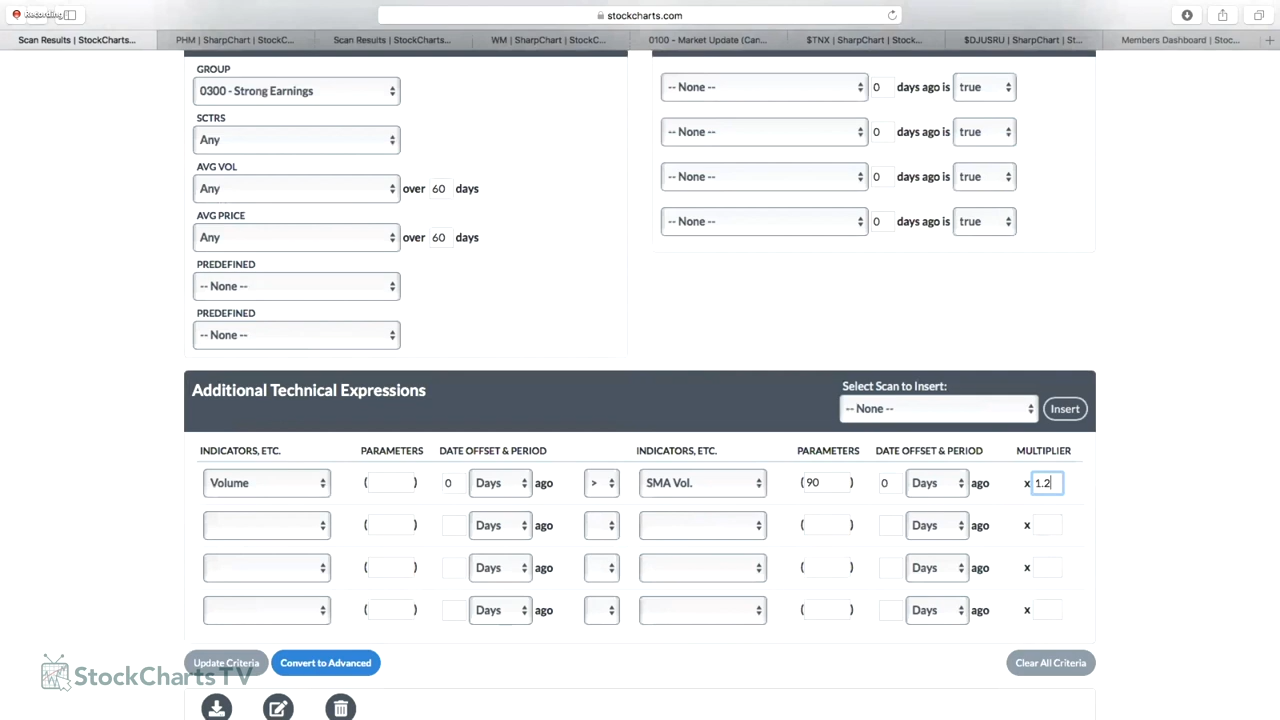 Recording
stockcharts.com
Scan Results | StockCharts... PHM | SharpChart | StockC... Scan Results | StockCharts... WM | SharpChart | StockC... 0100 - Market Update (Can... $TNX | SharpChart | Stock... $DJUSRU | SharpChart | St... Members Dashboard | Stoc... +
GROUP
0300 - Strong Earnings
SCTRS
Any
AVG VOL
Any over 60 days
AVG PRICE
Any over 60 days
PREDEFINED
-- None --
PREDEFINED
-- None --
-- None -- 0 days ago is true
-- None -- 0 days ago is true
-- None -- 0 days ago is true
-- None -- 0 days ago is true
Additional Technical Expressions
Select Scan to Insert:
-- None -- Insert
INDICATORS, ETC. PARAMETERS DATE OFFSET & PERIOD INDICATORS, ETC. PARAMETERS DATE OFFSET & PERIOD MULTIPLIER
Volume ( ) 0 Days ago > SMA Vol. (90 ) 0 Days ago x 1.2
( ) Days ago ( ) Days ago x
( ) Days ago ( ) Days ago x
( ) Days ago ( ) Days ago x
Update Criteria Convert to Advanced Clear All Criteria
StockChartsTV